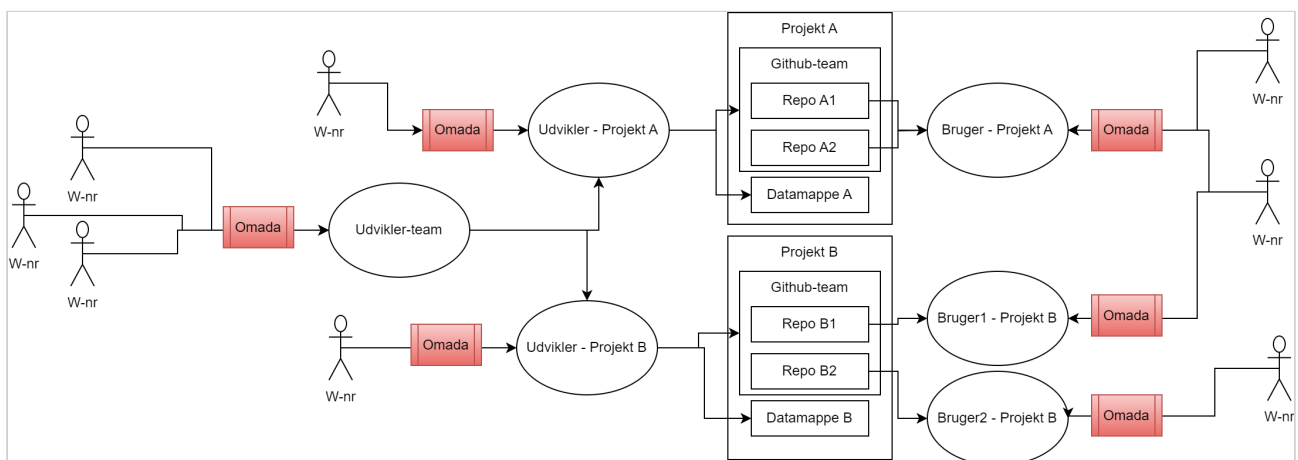 Projekt A
Github-team
Repo A1
Repo A2
Datamappe A
W-nr
Omada
Udvikler - Projekt A
Bruger - Projekt A
Omada
W-nr
W-nr
W-nr
W-nr
Omada
Udvikler-team
W-nr
W-nr
Projekt B
Github-team
Repo B1
Repo B2
Datamappe B
W-nr
Omada
Udvikler - Projekt B
Bruger1 - Projekt B
Omada
Bruger2 - Projekt B
Omada
W-nr